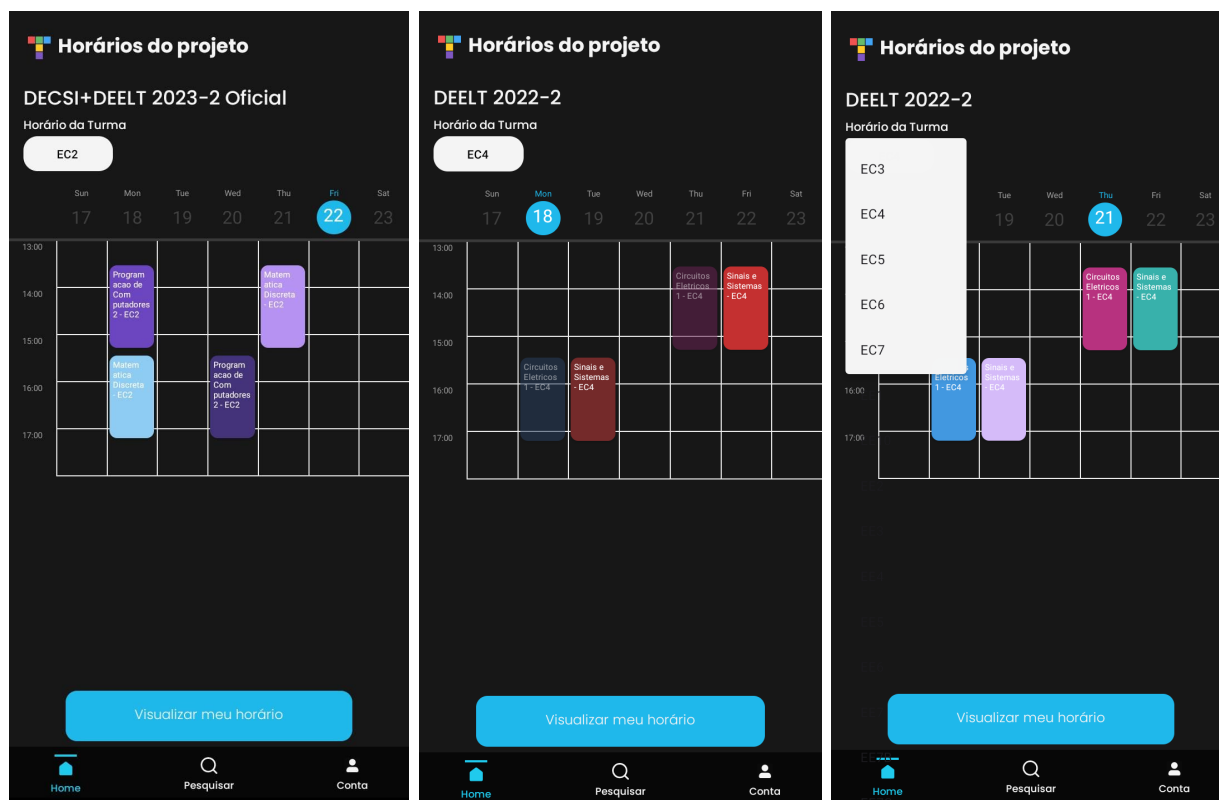 Horários do projeto
DECSI+DEELT 2023-2 Oficial
Horário da Turma
EC2
Sun Mon Tue Wed Thu Fri Sat
17 18 19 20 21 22 23
13:00
14:00
15:00
16:00
17:00
Program
acao de
Com
putadores
2 - EC2
Matem
atica
Discreta
- EC2
Matem
atica
Discreta
- EC2
Program
acao de
Com
putadores
2 - EC2
Visualizar meu horário
Home Pesquisar Conta
Horários do projeto
DEELT 2022-2
Horário da Turma
EC4
Sun Mon Tue Wed Thu Fri Sat
17 18 19 20 21 22 23
13:00
14:00
15:00
16:00
17:00
Circuitos
Eletricos
1 - EC4
Sinais e
Sistemas
- EC4
Circuitos
Eletricos
1 - EC4
Sinais e
Sistemas
- EC4
Visualizar meu horário
Home Pesquisar Conta
Horários do projeto
DEELT 2022-2
Horário da Turma
EC3
EC4
EC5
EC6
EC7
Tue Wed Thu Fri Sat
19 20 21 22 23
16:00
17:00
Circuitos
Eletricos
1 - EC4
Sinais e
Sistemas
- EC4
Eletricos
1 - EC4
Sinais e
Sistemas
- EC4
Visualizar meu horário
Home Pesquisar Conta